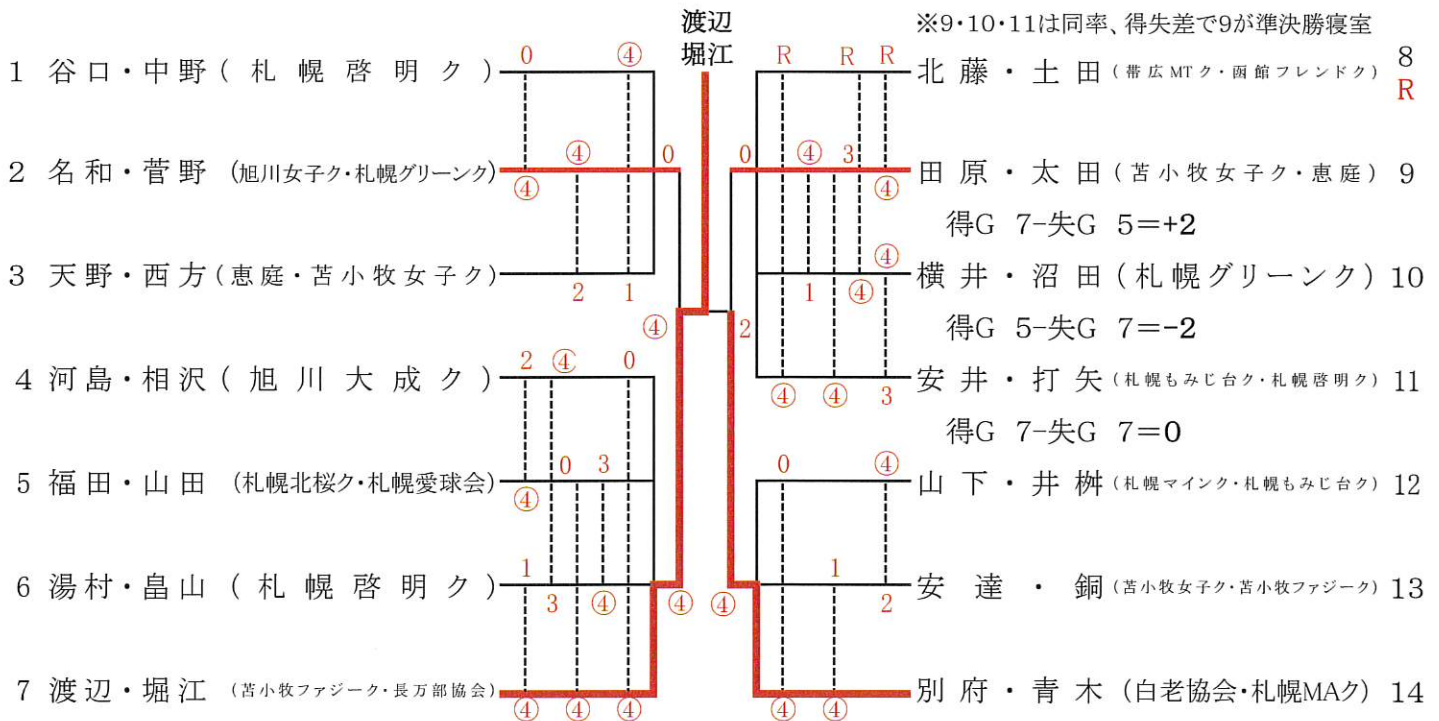 渡辺
堀江
※9・10・11は同率、得失差で9が準決勝寝室
0 ④
1 谷口・中野(札幌啓明ク)
④ 0
2 名和・菅野 (旭川女子ク・札幌グリーンク)
④
3 天野・西方(恵庭・苫小牧女子ク)
2 1
④
2 ④ 0
4 河島・相沢(旭川大成ク)
0 3
5 福田・山田 (札幌北桜ク・札幌愛球会)
④
1
6 湯村・畠山(札幌啓明ク)
3 ④ ④
7 渡辺・堀江 (苫小牧ファジーク・長万部協会)
④ ④ ④
R R R
北藤・土田(帯広MTク・函館フレンドク) 8
R
0 ④ 3
田原・太田(苫小牧女子ク・恵庭) 9
④
得G 7-失G 5=+2
④
横井・沼田(札幌グリーンク) 10
1 ④
得G 5-失G 7=-2
2
安井・打矢(札幌もみじ台ク・札幌啓明ク) 11
④ ④ 3
得G 7-失G 7=0
0 ④
山下・井桝(札幌マインク・札幌もみじ台ク) 12
1
安達・銅(苫小牧女子ク・苫小牧ファジーク) 13
④ 2
別府・青木(白老協会・札幌MAク) 14
④ ④